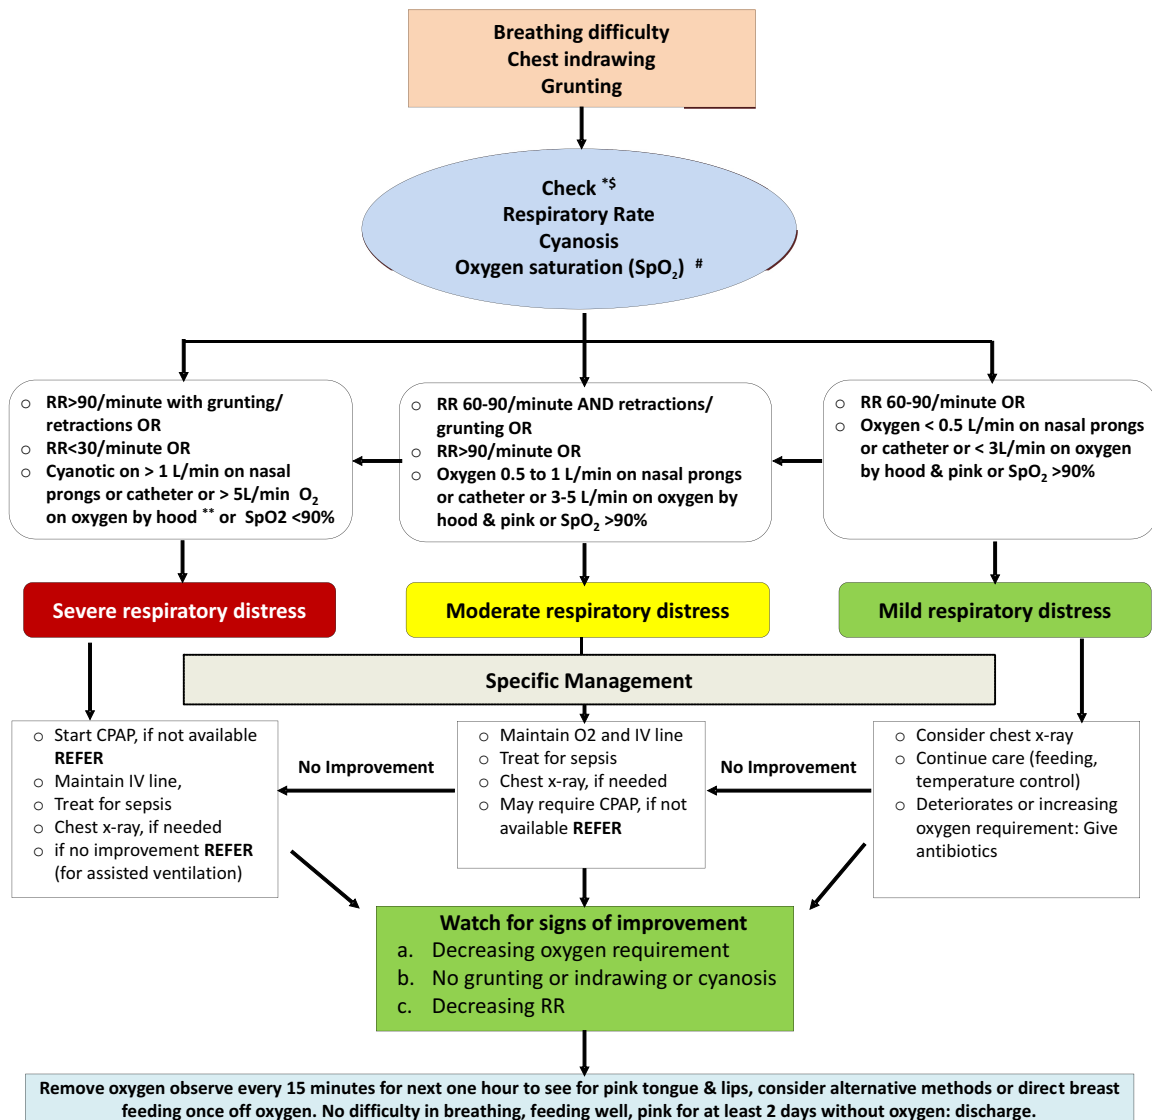 Breathing difficulty
Chest indrawing
Grunting
Check *$
Respiratory Rate
Cyanosis
Oxygen saturation (SpO₂) #
○ RR>90/minute with grunting/
retractions OR
○ RR<30/minute OR
○ Cyanotic on > 1 L/min on nasal
prongs or catheter or > 5L/min O₂
on oxygen by hood ** or SpO2 <90%
○ RR 60-90/minute AND retractions/
grunting OR
○ RR>90/minute OR
○ Oxygen 0.5 to 1 L/min on nasal prongs
or catheter or 3-5 L/min on oxygen by
hood & pink or SpO₂ >90%
○ RR 60-90/minute OR
○ Oxygen < 0.5 L/min on nasal prongs
or catheter or < 3L/min on oxygen
by hood & pink or SpO₂ >90%
Severe respiratory distress
Moderate respiratory distress
Mild respiratory distress
Specific Management
○ Start CPAP, if not available
REFER
○ Maintain IV line,
○ Treat for sepsis
○ Chest x-ray, if needed
○ if no improvement REFER
(for assisted ventilation)
No Improvement
○ Maintain O2 and IV line
○ Treat for sepsis
○ Chest x-ray, if needed
○ May require CPAP, if not
available REFER
No Improvement
○ Consider chest x-ray
○ Continue care (feeding,
temperature control)
○ Deteriorates or increasing
oxygen requirement: Give
antibiotics
Watch for signs of improvement
a. Decreasing oxygen requirement
b. No grunting or indrawing or cyanosis
c. Decreasing RR
Remove oxygen observe every 15 minutes for next one hour to see for pink tongue & lips, consider alternative methods or direct breast
feeding once off oxygen. No difficulty in breathing, feeding well, pink for at least 2 days without oxygen: discharge.